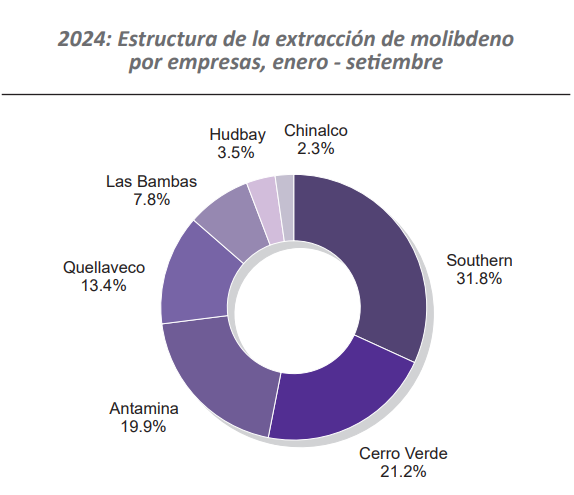 2024: Estructura de la extracción de molibdeno
por empresas, enero - setiembre
Hudbay
3.5%
Chinalco
2.3%
Las Bambas
7.8%
Southern
31.8%
Quellaveco
13.4%
Antamina
19.9%
Cerro Verde
21.2%